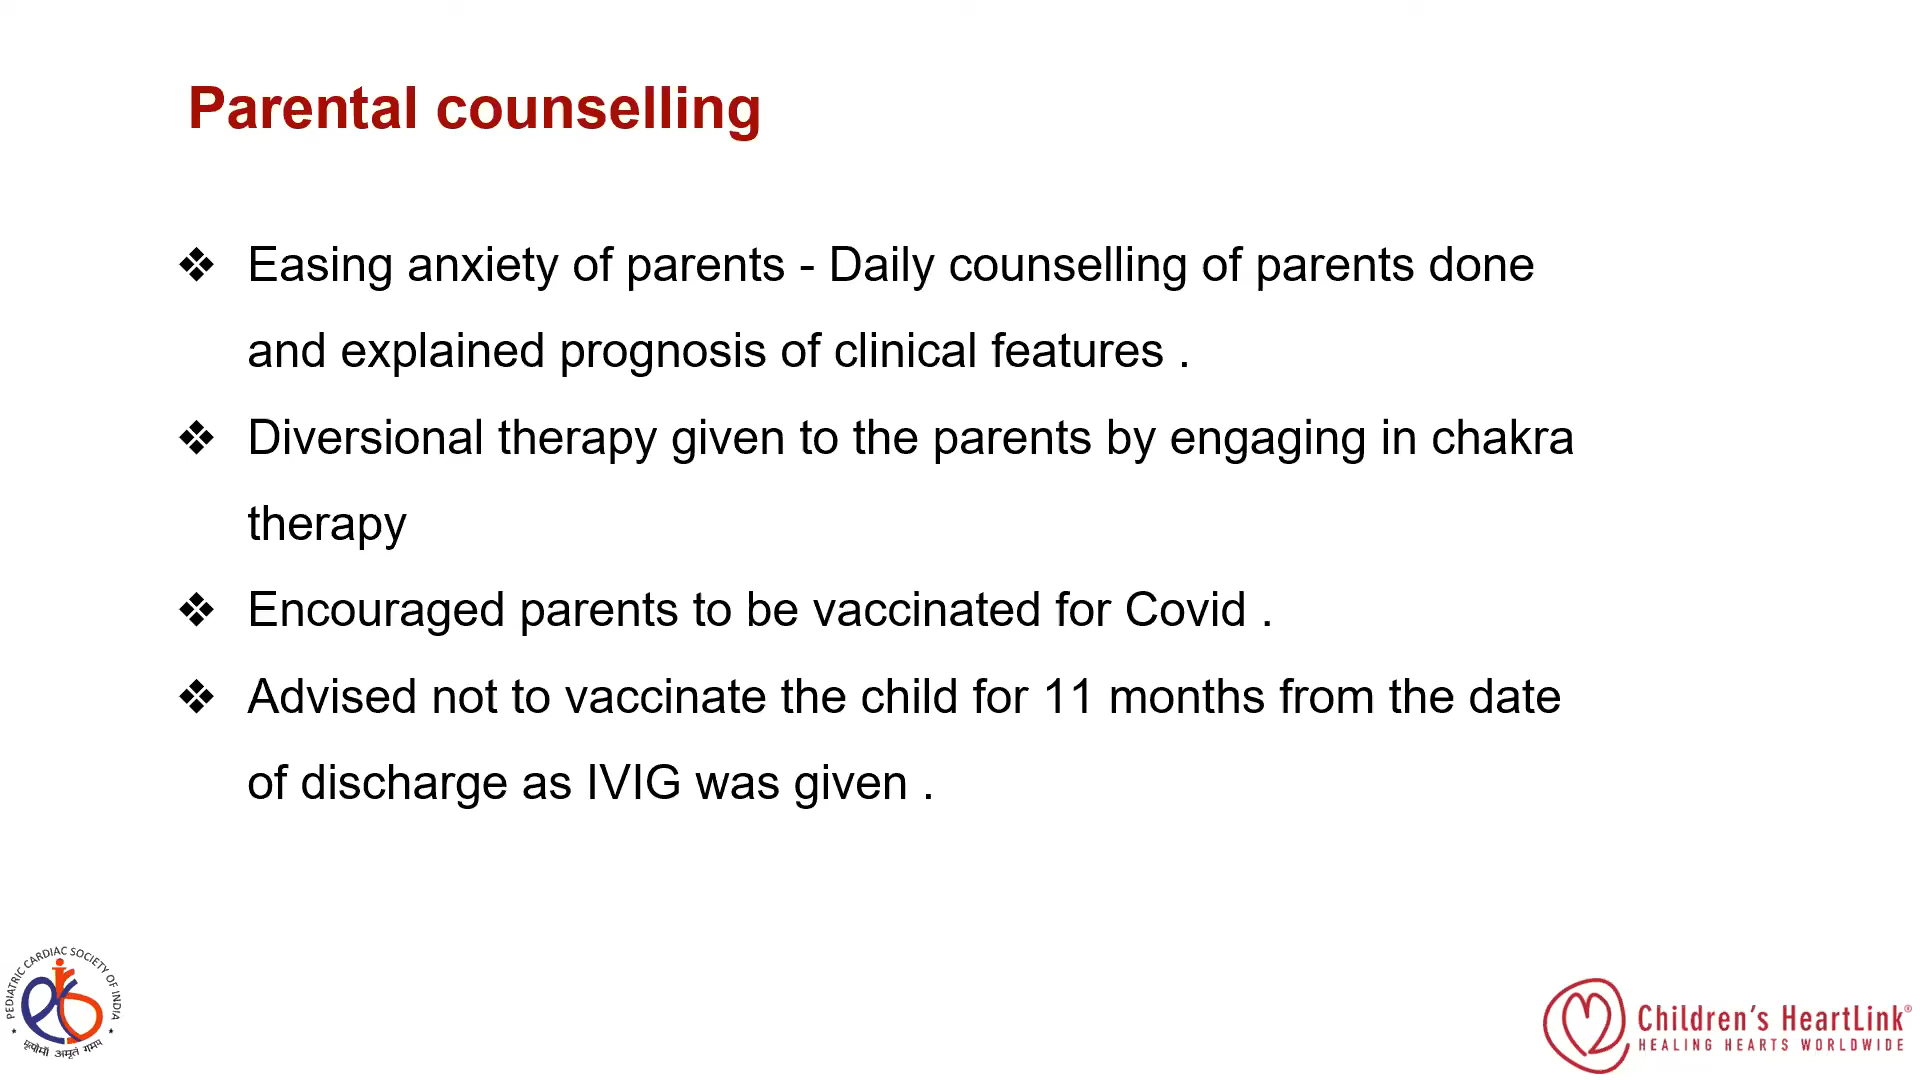 Parental counselling
❖ Easing anxiety of parents - Daily counselling of parents done
and explained prognosis of clinical features .
❖ Diversional therapy given to the parents by engaging in chakra
therapy
❖ Encouraged parents to be vaccinated for Covid .
❖ Advised not to vaccinate the child for 11 months from the date
of discharge as IVIG was given .
PEDIATRIC CARDIAC SOCIETY OF INDIA
Children's HeartLink®
HEALING HEARTS WORLDWIDE